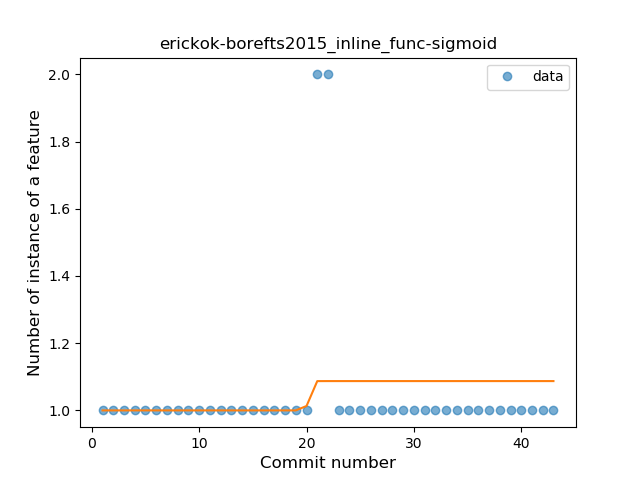 erickok-borefts2015_inline_func-sigmoid
data
2.0
1.8
1.6
1.4
1.2
1.0
Number of instance of a feature
0 10 20 30 40
Commit number